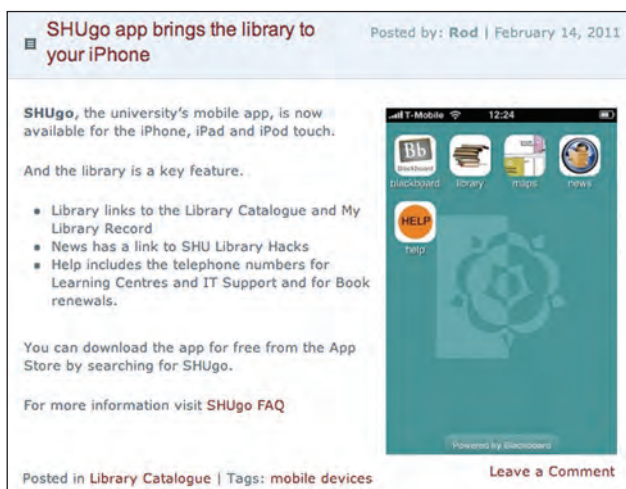 SHUgo app brings the library to
your iPhone
Posted by: Rod | February 14, 2011
SHUgo, the university's mobile app, is now
available for the iPhone, iPad and iPod touch.
And the library is a key feature.
• Library links to the Library Catalogue and My
Library Record
• News has a link to SHU Library Hacks
• Help includes the telephone numbers for
Learning Centres and IT Support and for Book
renewals.
You can download the app for free from the App
Store by searching for SHUgo.
For more information visit SHUgo FAQ
Posted in Library Catalogue | Tags: mobile devices
T-Mobile 12:24
Bb
Blackboard
blackboard library maps news
HELP
help
Powered by Blackboard
Leave a Comment